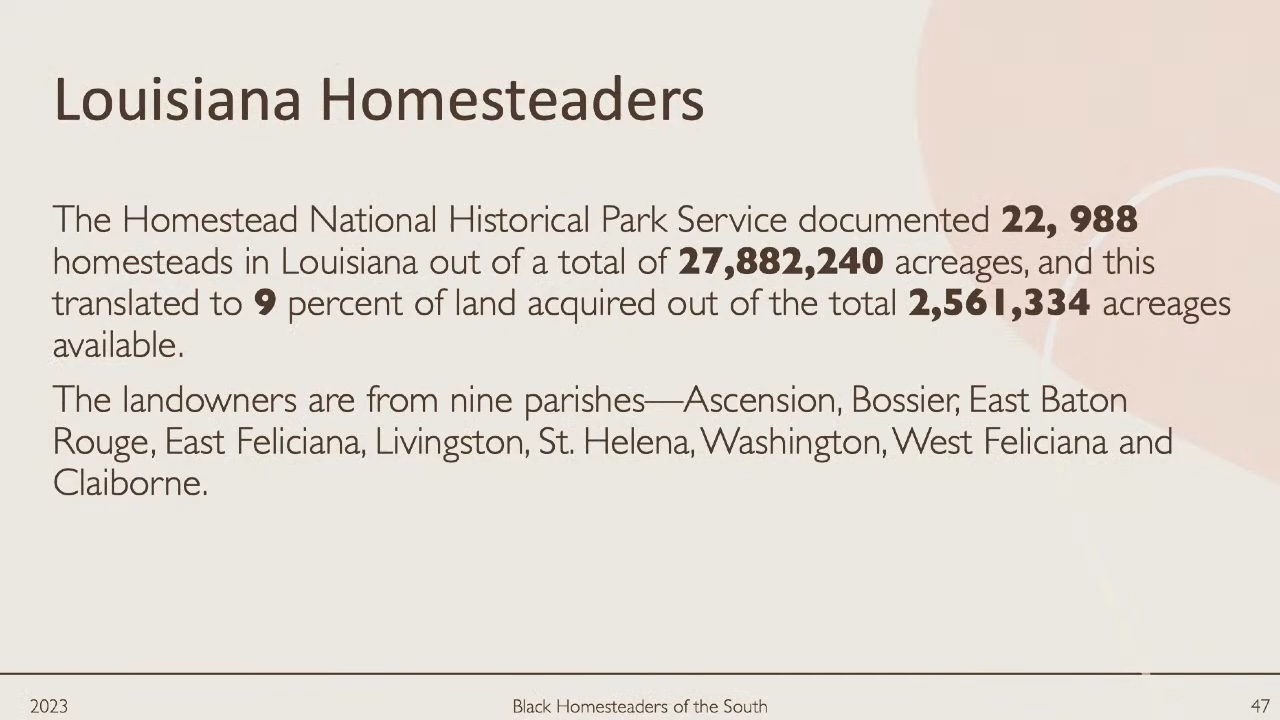 Louisiana Homesteaders
The Homestead National Historical Park Service documented 22, 988
homesteads in Louisiana out of a total of 27,882,240 acreages, and this
translated to 9 percent of land acquired out of the total 2,561,334 acreages
available.
The landowners are from nine parishes—Ascension, Bossier, East Baton
Rouge, East Feliciana, Livingston, St. Helena, Washington, West Feliciana and
Claiborne.
2023
Black Homesteaders of the South
47